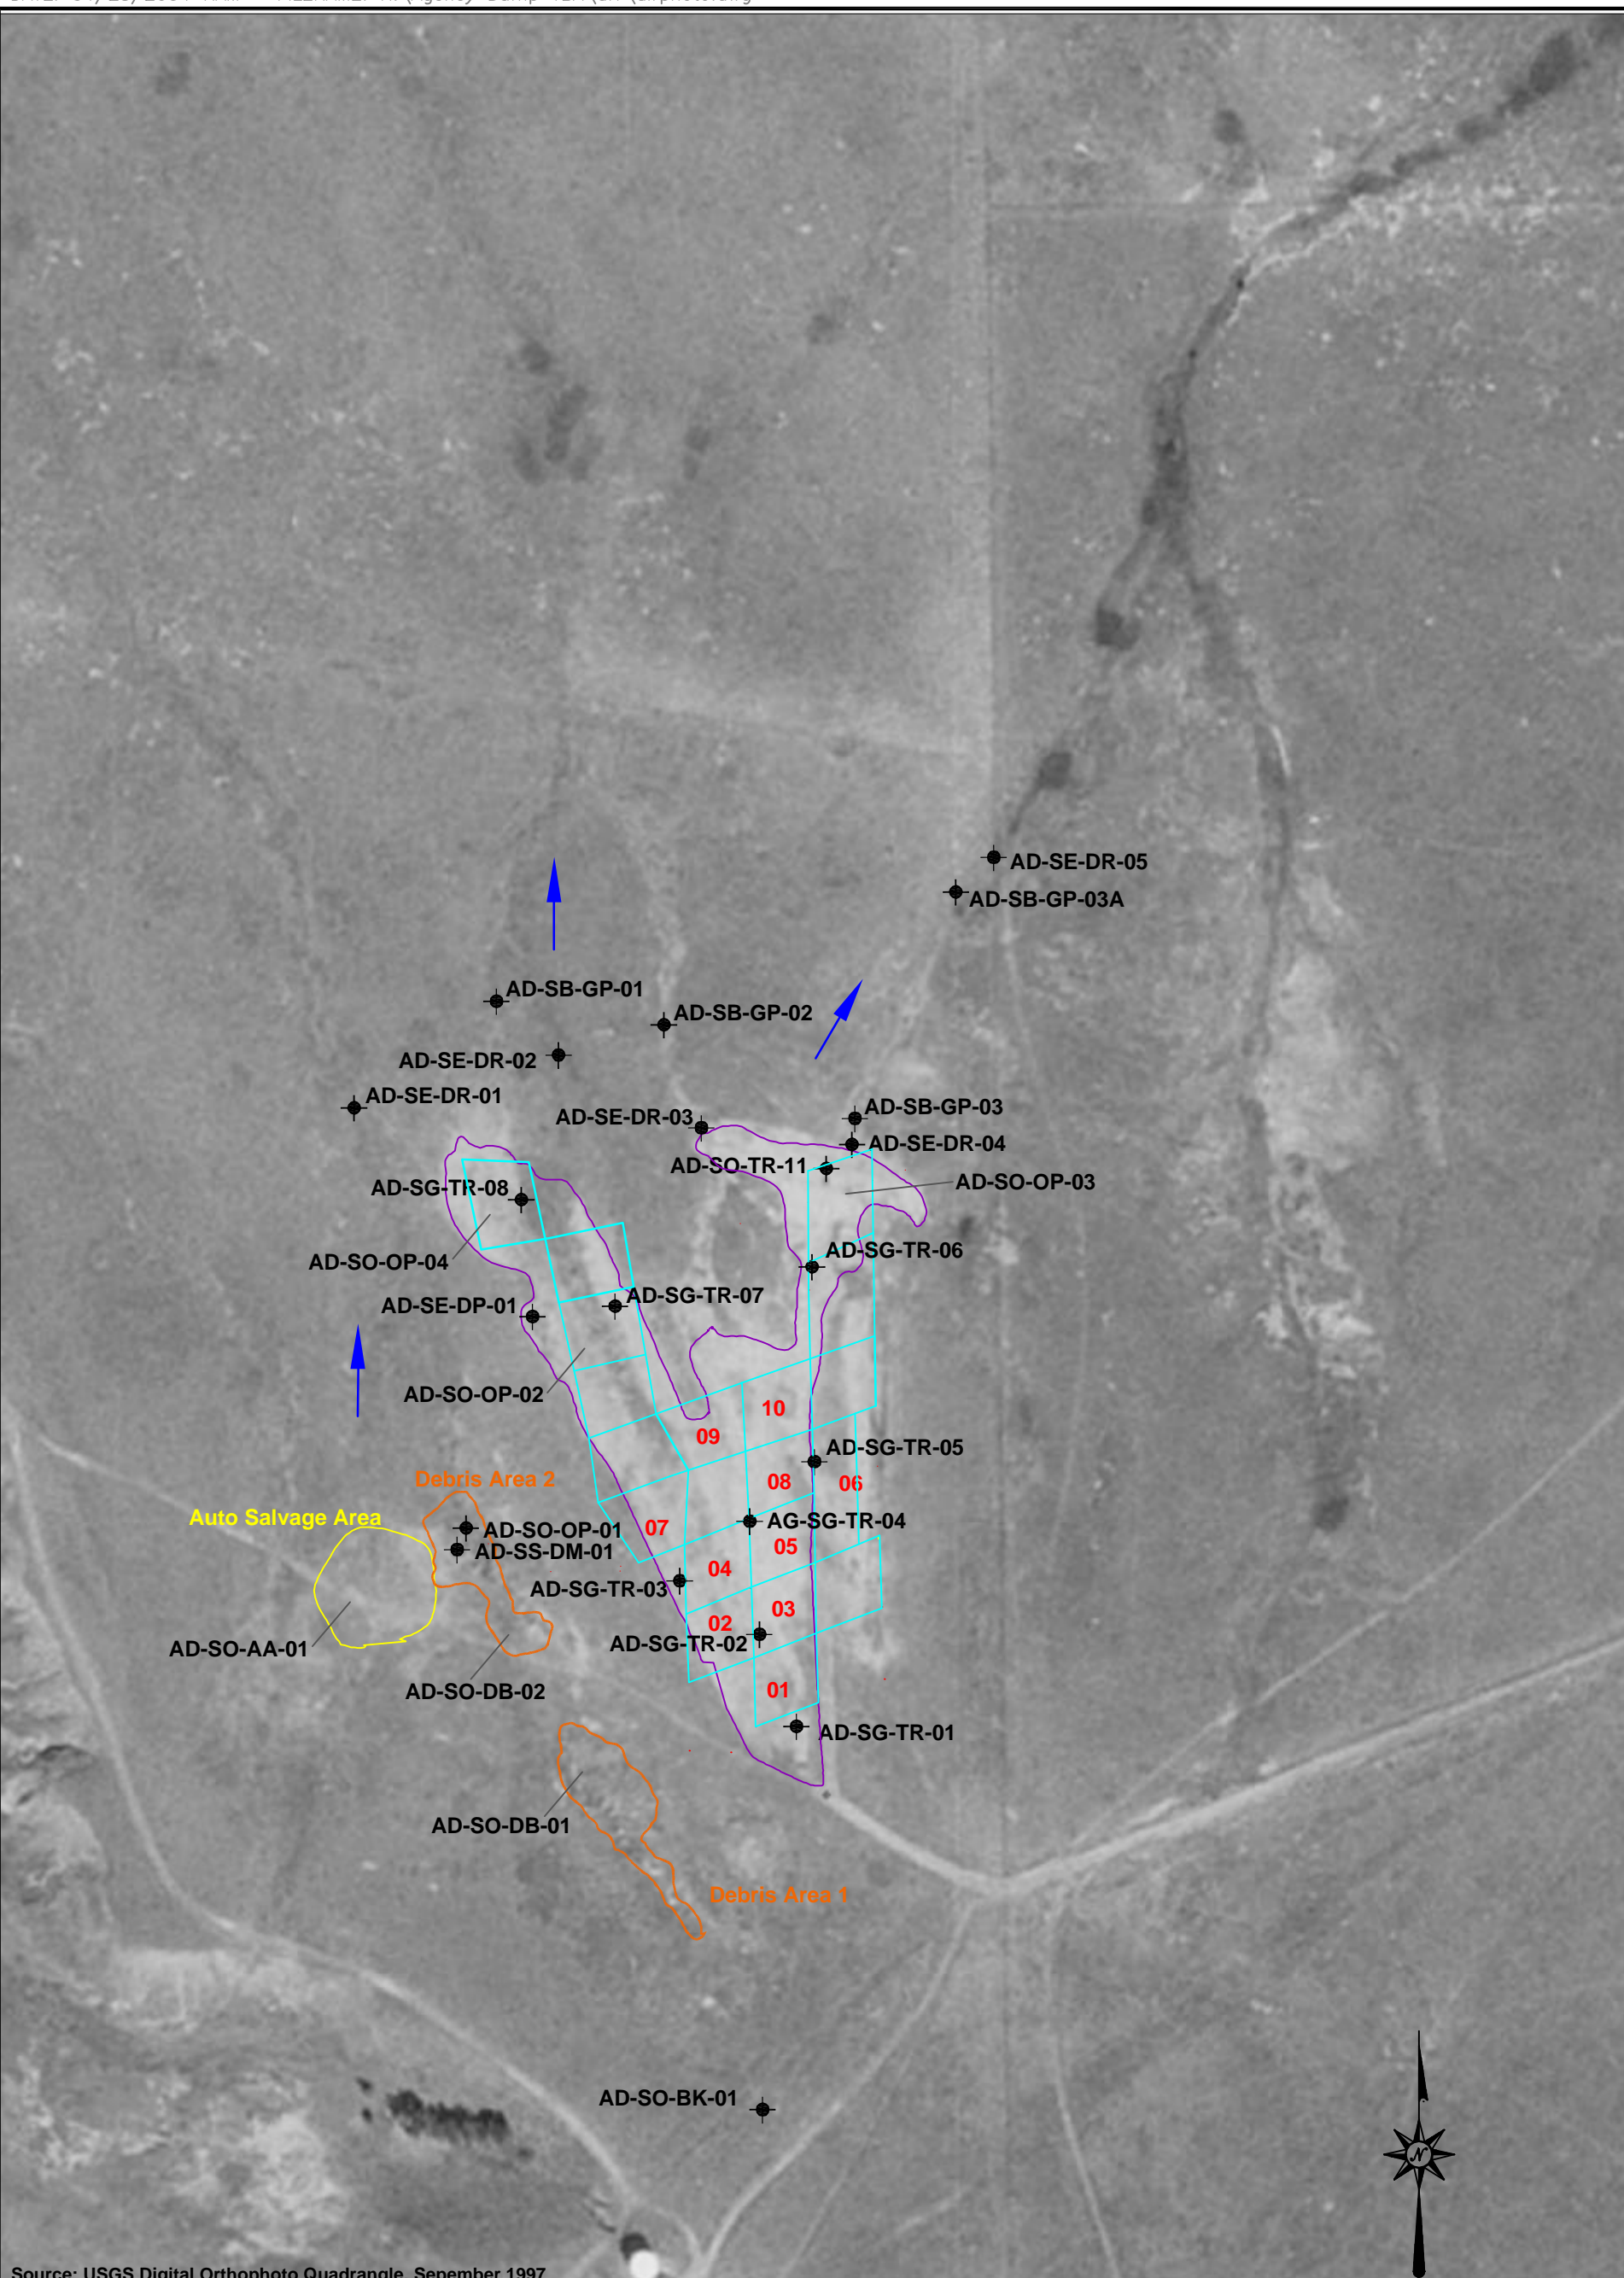 AD-SE-DR-05
AD-SB-GP-03A
AD-SB-GP-01
AD-SB-GP-02
AD-SE-DR-02
AD-SE-DR-01
AD-SB-GP-03
AD-SE-DR-03
AD-SE-DR-04
AD-SO-TR-11
AD-SO-OP-03
AD-SG-TR-08
AD-SG-TR-06
AD-SO-OP-04
AD-SG-TR-07
AD-SE-DP-01
AD-SO-OP-02
10
09
AD-SG-TR-05
Debris Area 2
08
06
Auto Salvage Area
AG-SG-TR-04
07
AD-SO-OP-01
05
AD-SS-DM-01
04
AD-SG-TR-03
03
02
AD-SG-TR-02
AD-SO-AA-01
AD-SO-DB-02
01
AD-SG-TR-01
AD-SO-DB-01
Debris Area 1
AD-SO-BK-01
N
Source: USGS Digital Orthophoto Quadrangle, Sepember 1997